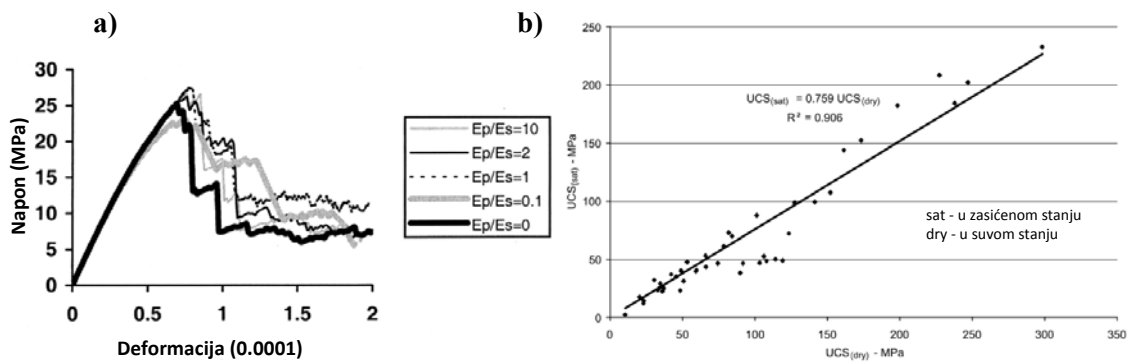 a)
Napon (MPa)
30
25
20
15
10
5
0
0
0.5
1
1.5
2
Deformacija (0.0001)
Ep/Es=10
Ep/Es=2
Ep/Es=1
Ep/Es=0.1
Ep/Es=0
b)
UCS(sat) - MPa
250
200
150
100
50
0
0
50
100
150
200
250
300
350
UCS(dry) - MPa
UCS(sat) = 0.759 UCS(dry)
R² = 0.906
sat - u zasićenom stanju
dry - u suvom stanju